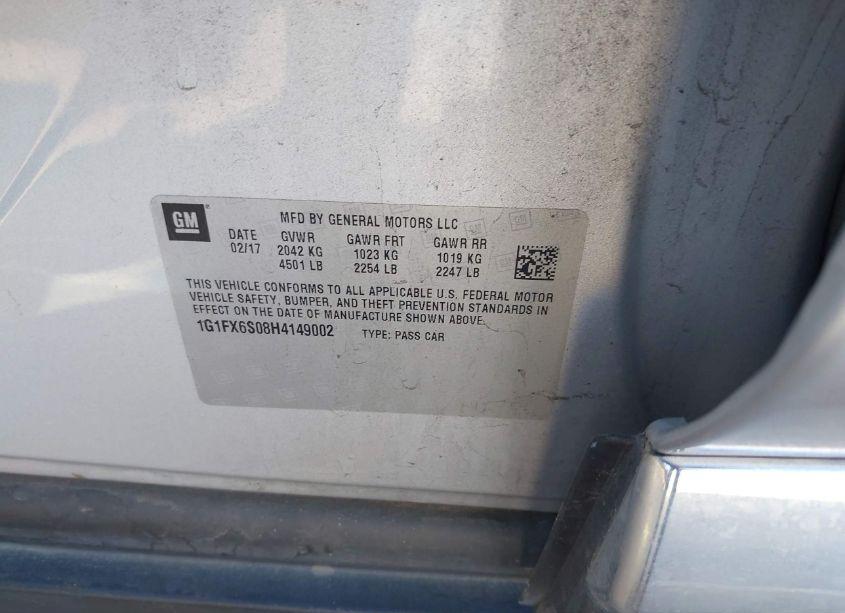 GM
MFD BY GENERAL MOTORS LLC
DATE GVWR GAWR FRT GAWR RR
02/17 2042 KG 1023 KG 1019 KG
4501 LB 2254 LB 2247 LB
THIS VEHICLE CONFORMS TO ALL APPLICABLE U.S. FEDERAL MOTOR
VEHICLE SAFETY, BUMPER, AND THEFT PREVENTION STANDARDS IN
EFFECT ON THE DATE OF MANUFACTURE SHOWN ABOVE.
1G1FX6S08H4149002 TYPE: PASS CAR